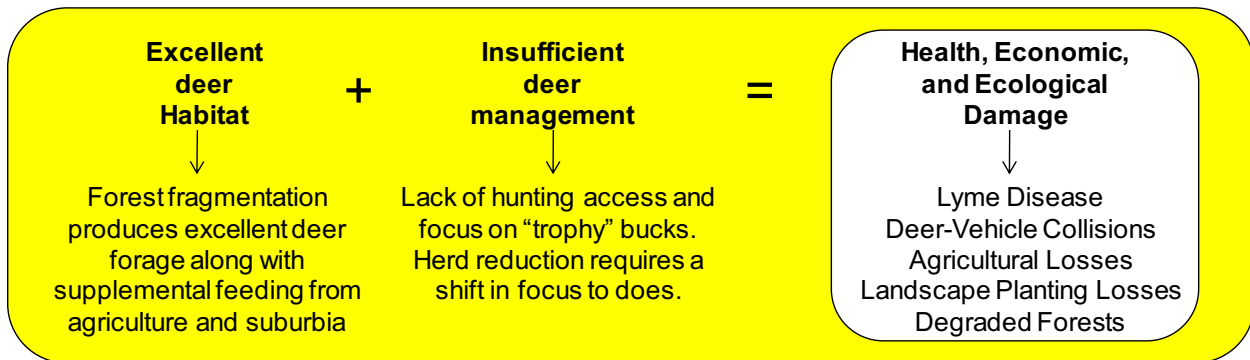 Excellent
deer
Habitat
Forest fragmentation
produces excellent deer
forage along with
supplemental feeding from
agriculture and suburbia
+
Insufficient
deer
management
Lack of hunting access and
focus on “trophy” bucks.
Herd reduction requires a
shift in focus to does.
=
Health, Economic,
and Ecological
Damage
Lyme Disease
Deer-Vehicle Collisions
Agricultural Losses
Landscape Planting Losses
Degraded Forests